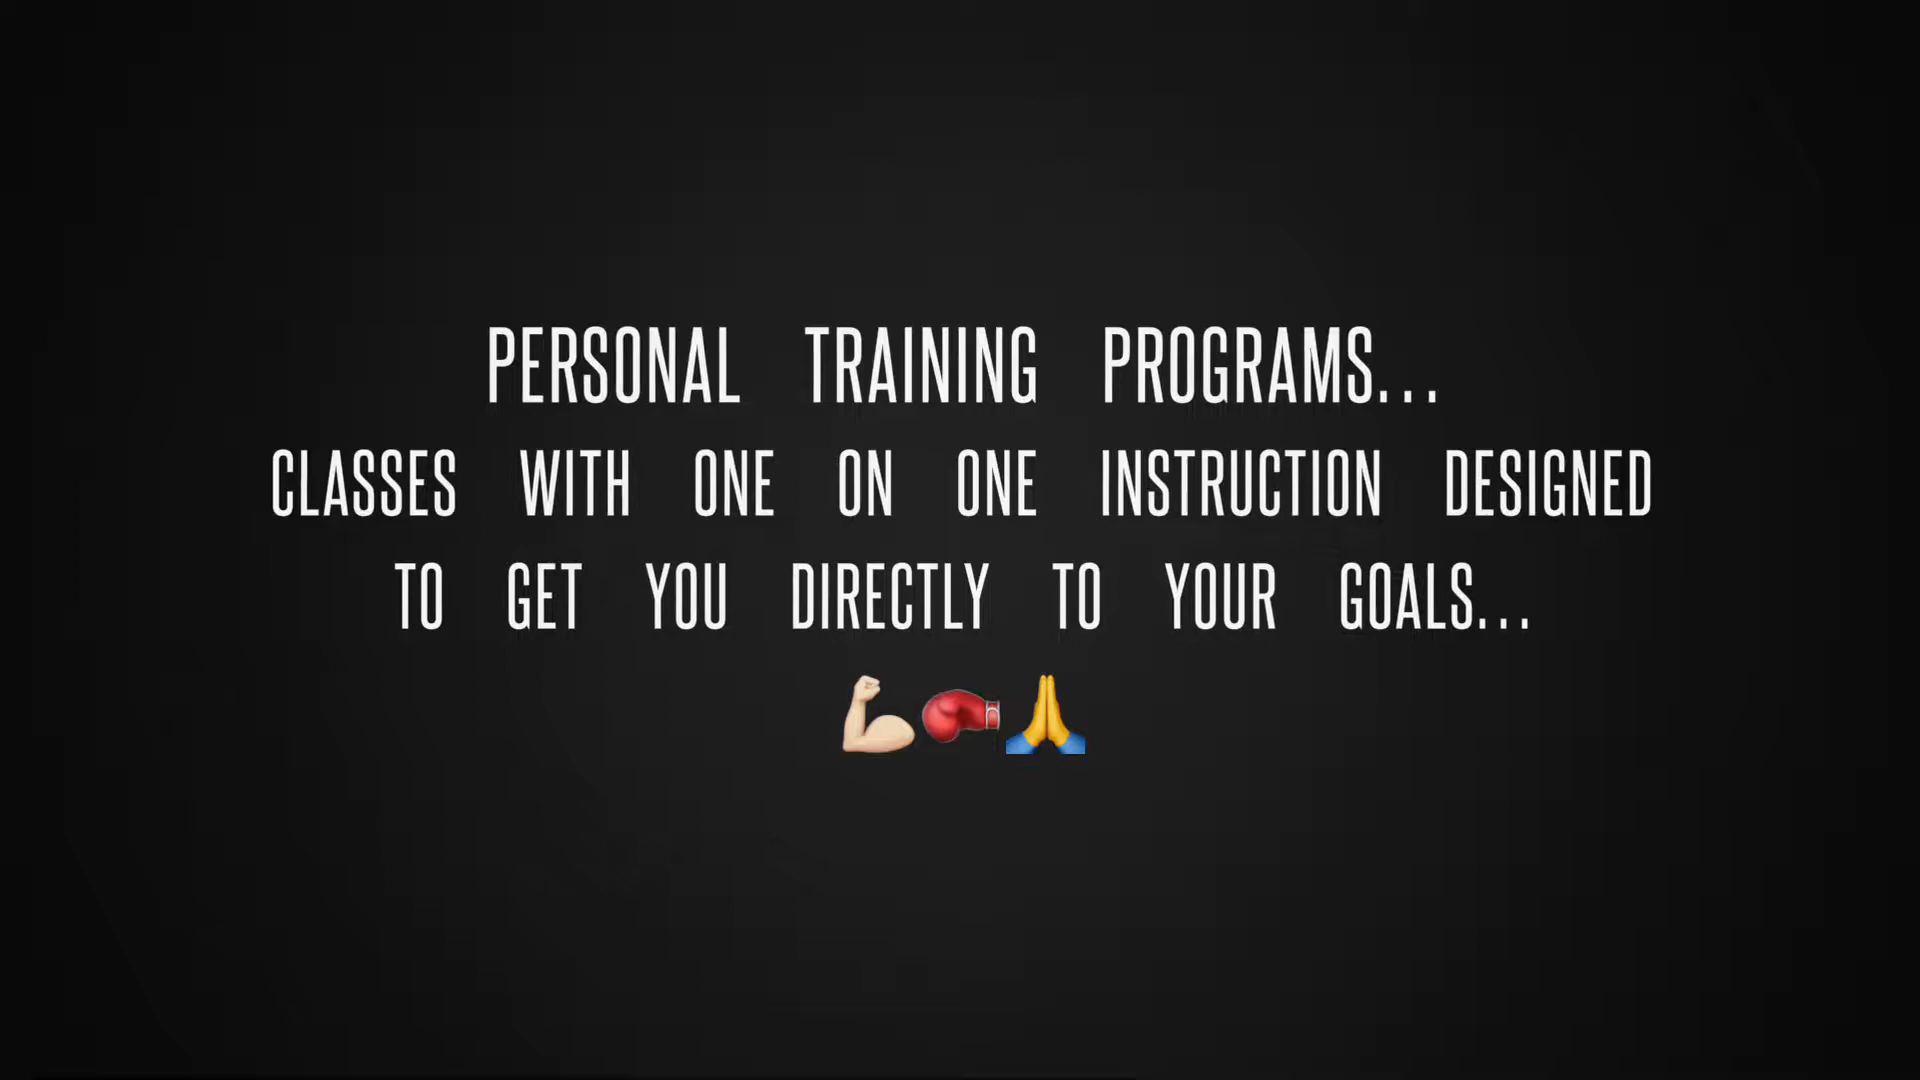 PERSONAL TRAINING PROGRAMS...
CLASSES WITH ONE ON ONE INSTRUCTION DESIGNED
TO GET YOU DIRECTLY TO YOUR GOALS...
💪🏻🥊🙏